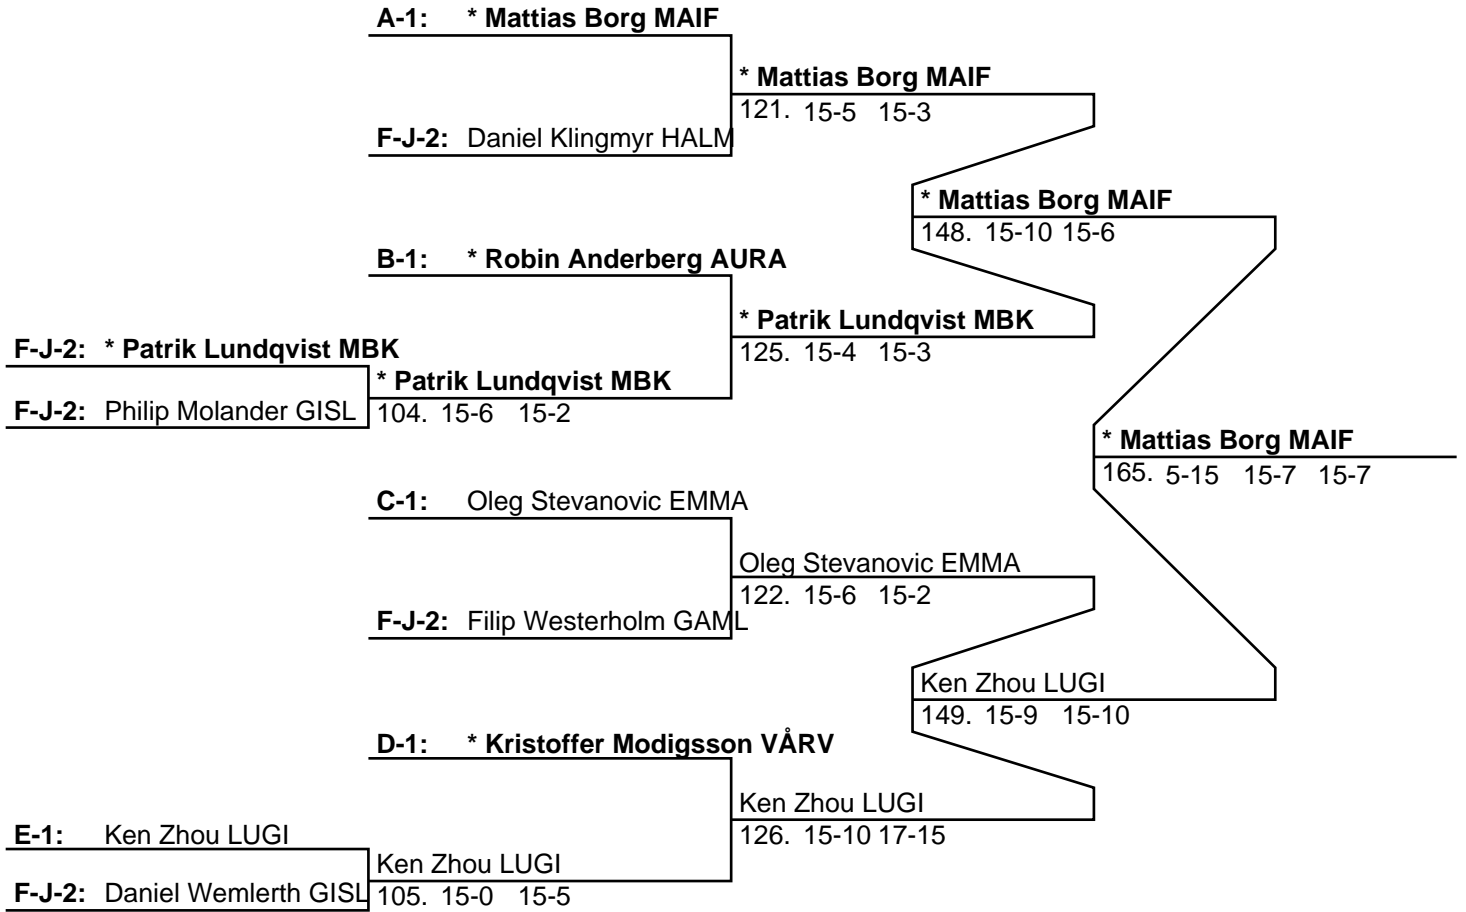 A-1: * Mattias Borg MAIF
* Mattias Borg MAIF
121. 15-5 15-3
F-J-2: Daniel Klingmyr HALM
* Mattias Borg MAIF
148. 15-10 15-6
B-1: * Robin Anderberg AURA
* Patrik Lundqvist MBK
125. 15-4 15-3
F-J-2: * Patrik Lundqvist MBK
* Patrik Lundqvist MBK
104. 15-6 15-2
F-J-2: Philip Molander GISL
* Mattias Borg MAIF
165. 5-15 15-7 15-7
C-1: Oleg Stevanovic EMMA
Oleg Stevanovic EMMA
122. 15-6 15-2
F-J-2: Filip Westerholm GAML
Ken Zhou LUGI
149. 15-9 15-10
D-1: * Kristoffer Modigsson VÅRV
Ken Zhou LUGI
126. 15-10 17-15
E-1: Ken Zhou LUGI
Ken Zhou LUGI
105. 15-0 15-5
F-J-2: Daniel Wemlerth GISL